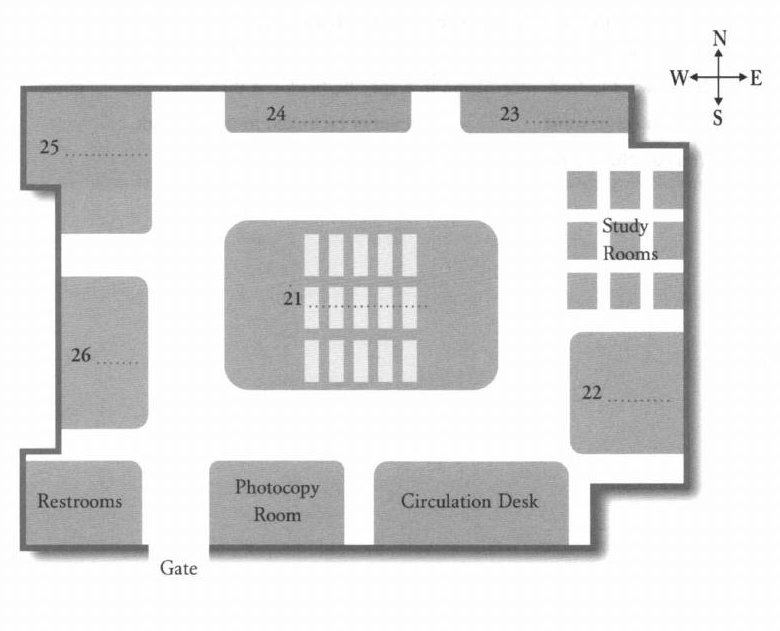 N
W E
S
25 ........................
24 ........................
23 ........................
Study
Rooms
21 ..................................
26 ............
22 ..................
Restrooms
Photocopy
Room
Circulation Desk
Gate